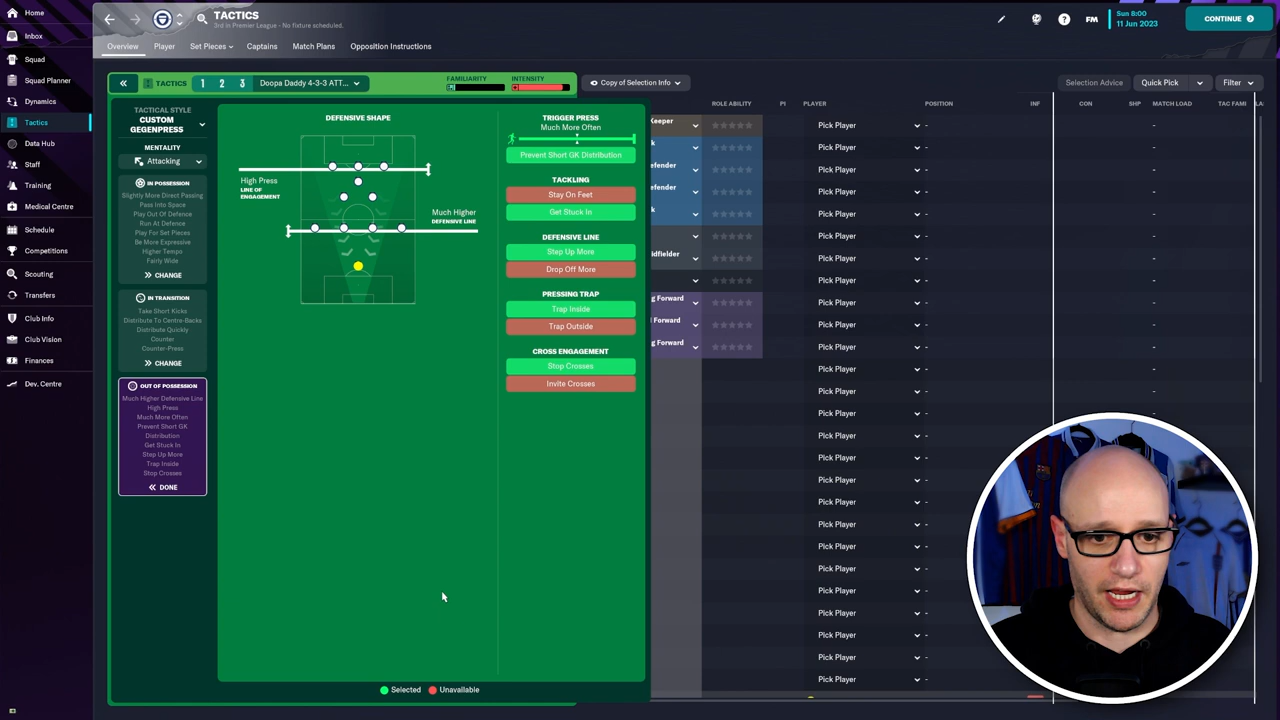 Home
Inbox
Squad
Squad Planner
Dynamics
Tactics
Data Hub
Staff
Training
Medical Centre
Schedule
Competitions
Scouting
Transfers
Club Info
Club Vision
Finances
Dev. Centre
TACTICS
3rd in Premier League - No fixture scheduled.
FM
Sun 8:00
11 Jun 2023
CONTINUE
Overview
Player
Set Pieces
Captains
Match Plans
Opposition Instructions
TACTICS
1 2 3
Doopa Daddy 4-3-3 ATT...
FAMILIARITY
INTENSITY
Copy of Selection Info
Selection Advice
Quick Pick
Filter
TACTICAL STYLE
CUSTOM
GEGENPRESS
MENTALITY
Attacking
IN POSSESSION
Slightly More Direct Passing
Pass Into Space
Play Out Of Defence
Run At Defence
Play For Set Pieces
Be More Expressive
Higher Tempo
Fairly Wide
CHANGE
IN TRANSITION
Take Short Kicks
Distribute To Centre-Backs
Distribute Quickly
Counter
Counter-Press
CHANGE
OUT OF POSSESSION
Much Higher Defensive Line
High Press
Much More Often
Prevent Short GK
Distribution
Get Stuck In
Step Up More
Trap Inside
Stop Crosses
DONE
DEFENSIVE SHAPE
High Press
LINE OF
ENGAGEMENT
Much Higher
DEFENSIVE LINE
TRIGGER PRESS
Much More Often
Prevent Short GK Distribution
TACKLING
Stay On Feet
Get Stuck In
DEFENSIVE LINE
Step Up More
Drop Off More
PRESSING TRAP
Trap Inside
Trap Outside
CROSS ENGAGEMENT
Stop Crosses
Invite Crosses
Selected
Unavailable
ROLE ABILITY
PI
PLAYER
POSITION
INF
CON
SHP
MATCH LOAD
TAC FAMI
Keeper
Pick Player - -
k
Pick Player - -
efender
Pick Player - -
efender
Pick Player - -
k
Pick Player - -
Pick Player - -
dfielder
Pick Player - -
Pick Player - -
g Forward
Pick Player - -
d Forward
Pick Player - -
g Forward
Pick Player - -
Pick Player - -
Pick Player - -
Pick Player - -
Pick Player -
Pick Player -
Pick Player -
Pick Player -
Pick Player -
Pick Player -
Pick Player -
Pick Player -
Pick Player -
Pick Player -
Pick Player -
Pick Player -